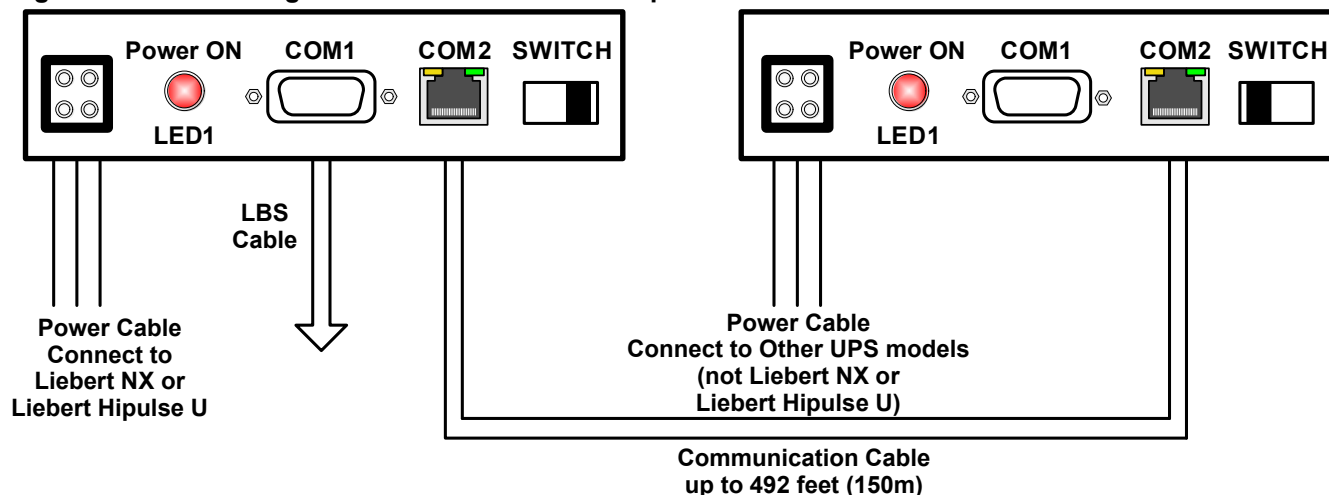 Power ON
COM1
COM2
SWITCH
LED1
LBS
Cable
Power Cable
Connect to
Liebert NX or
Liebert Hipulse U
Power ON
COM1
COM2
SWITCH
LED1
Power Cable
Connect to Other UPS models
(not Liebert NX or
Liebert Hipulse U)
Communication Cable
up to 492 feet (150m)